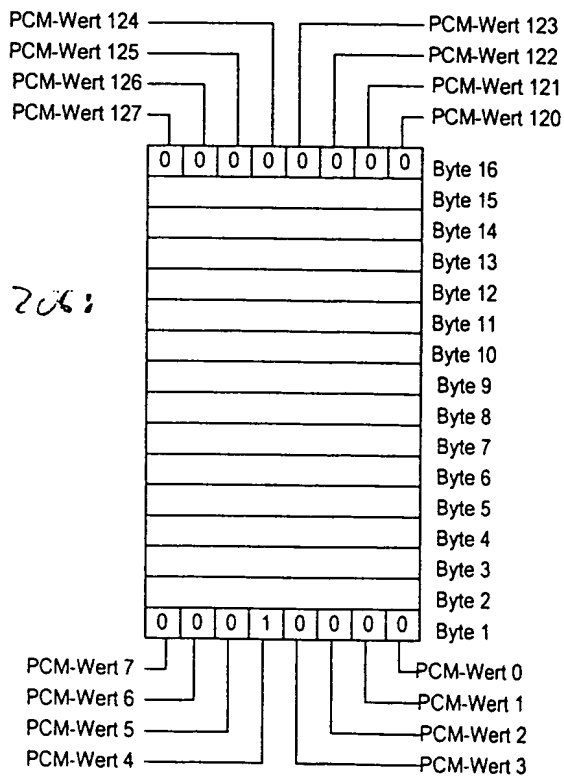 PCM-Wert 124 PCM-Wert 123
PCM-Wert 125 PCM-Wert 122
PCM-Wert 126 PCM-Wert 121
PCM-Wert 127 PCM-Wert 120
0 0 0 0 0 0 0 0 Byte 16
Byte 15
Byte 14
Byte 13
Byte 12
Byte 11
Byte 10
Byte 9
Byte 8
Byte 7
Byte 6
Byte 5
Byte 4
Byte 3
Byte 2
0 0 0 1 0 0 0 0 Byte 1
PCM-Wert 7 PCM-Wert 0
PCM-Wert 6 PCM-Wert 1
PCM-Wert 5 PCM-Wert 2
PCM-Wert 4 PCM-Wert 3